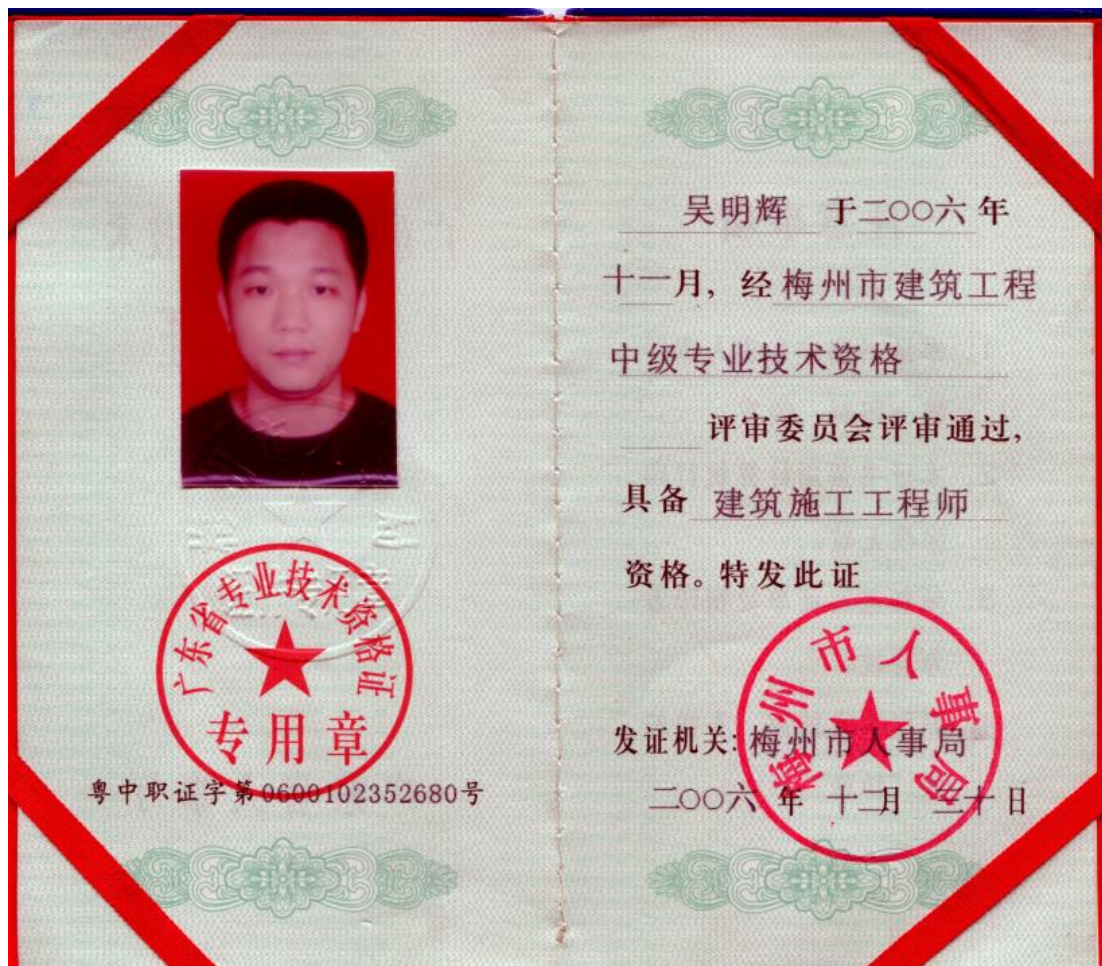 广东省专业技术资格证
专用章
粤中职证字第0600102352680号
吴明辉 于二〇〇六年
十一月，经梅州市建筑工程
中级专业技术资格
评审委员会评审通过，
具备 建筑施工工程师
资格。特发此证
梅州市人事局
发证机关:梅州市人事局
二〇〇六年 十二月 三十日